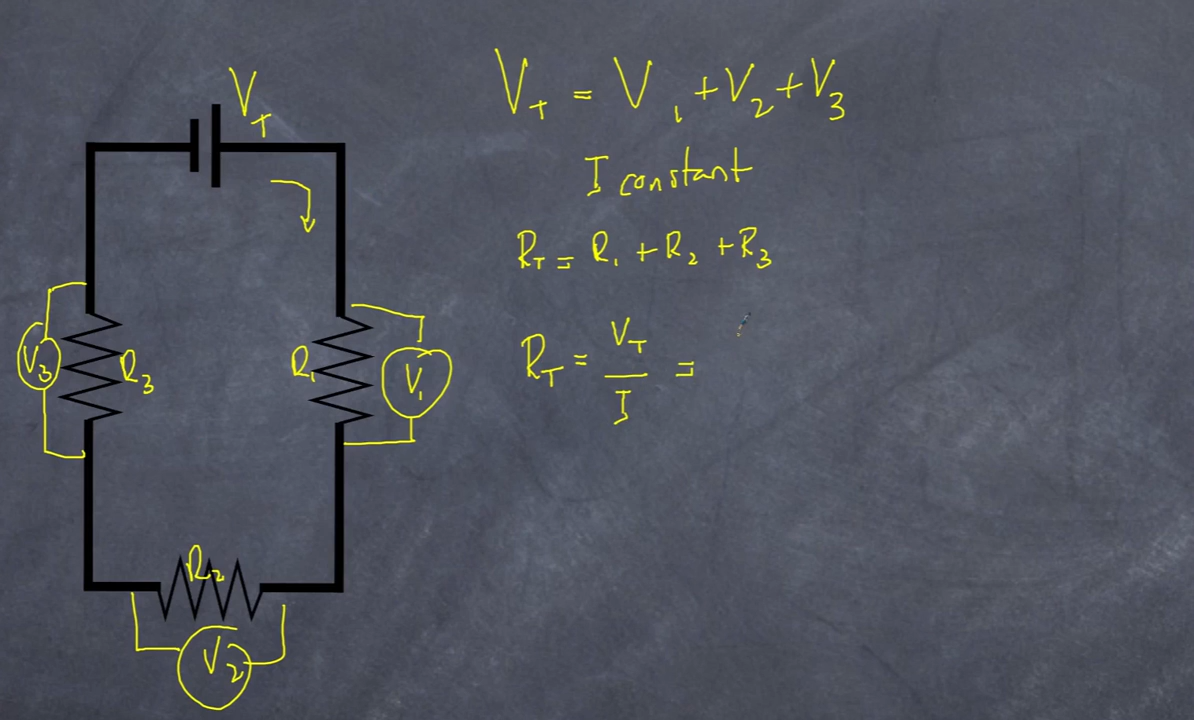 V_T
V_T = V_1 + V_2 + V_3
I constant
R_T = R_1 + R_2 + R_3
R_T = V_T / I =
V_3
R_3
R_1
V_1
R_2
V_2